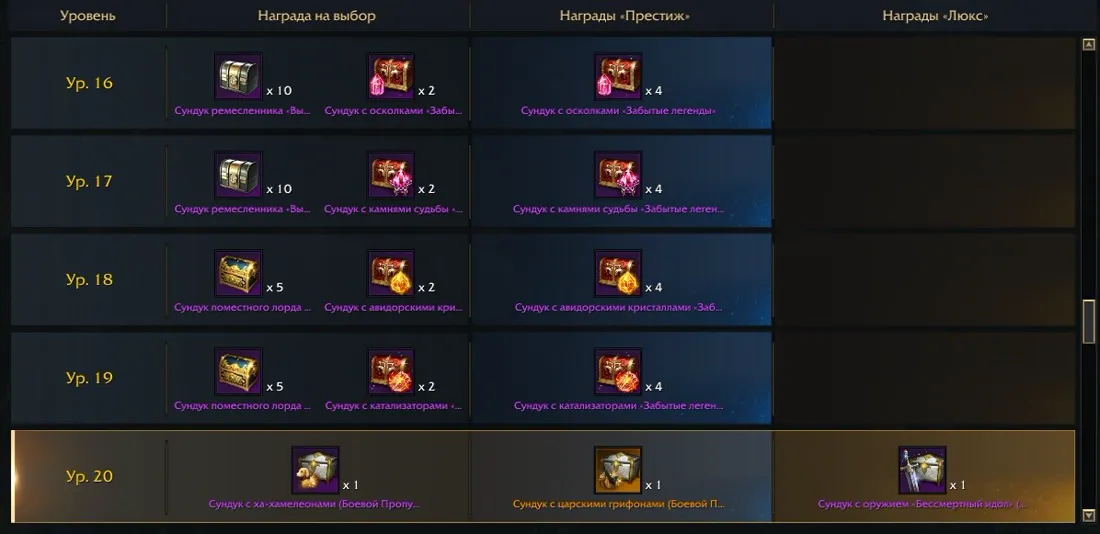 Уровень Награда на выбор Награды «Престиж» Награды «Люкс»
Ур. 16 x 10 x 2 x 4
Сундук ремесленника «Вы... Сундук с осколками «Забы... Сундук с осколками «Забытые легенды»
Ур. 17 x 10 x 2 x 4
Сундук ремесленника «Вы... Сундук с камнями судьбы «... Сундук с камнями судьбы «Забытые леген...
Ур. 18 x 5 x 2 x 4
Сундук поместного лорда ... Сундук с авидорскими кри... Сундук с авидорскими кристаллами «Заб...
Ур. 19 x 5 x 2 x 4
Сундук поместного лорда ... Сундук с катализаторами «... Сундук с катализаторами «Забытые леген...
Ур. 20 x 1 x 1 x 1
Сундук с ха-хамелеонами (Боевой Пропу... Сундук с царскими грифонами (Боевой П... Сундук с оружием «Бессмертный идол» (...